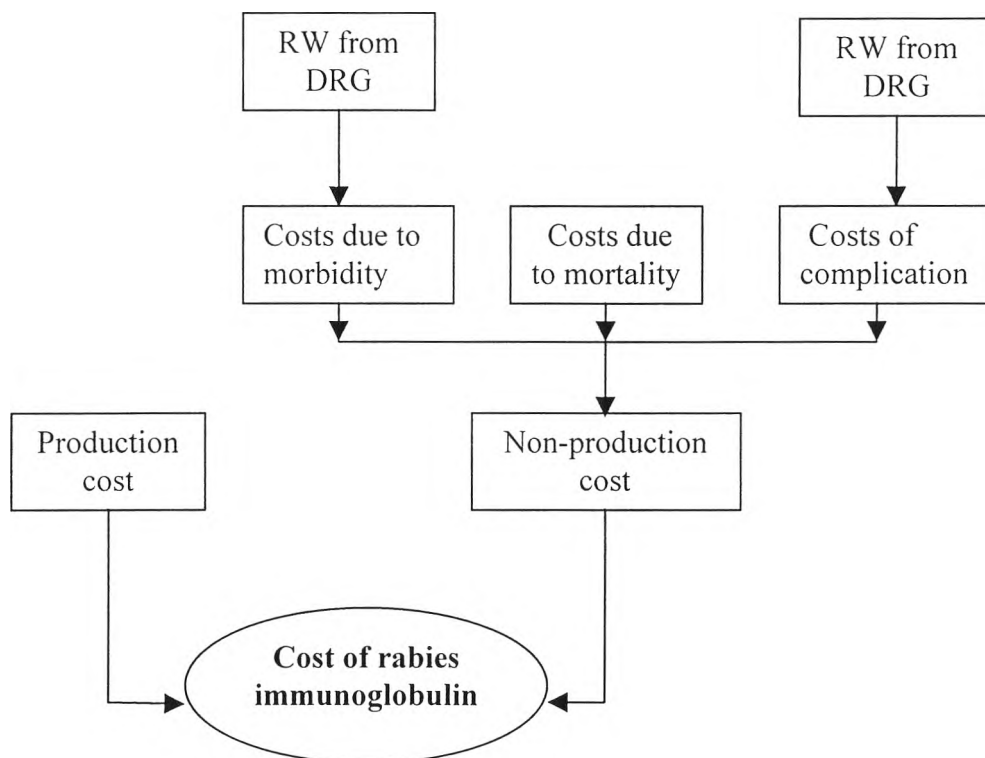 RW from
DRG
RW from
DRG
Costs due to
morbidity
Costs due
to mortality
Costs of
complication
Production
cost
Non-production
cost
Cost of rabies
immunoglobulin